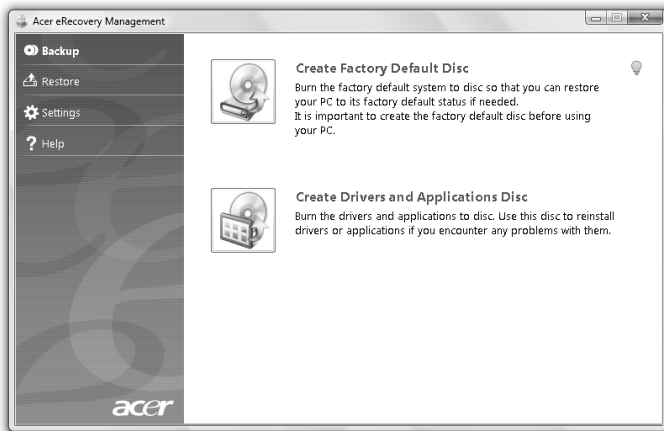 Acer eRecovery Management
Backup
Restore
Settings
Help
Create Factory Default Disc
Burn the factory default system to disc so that you can restore
your PC to its factory default status if needed.
It is important to create the factory default disc before using
your PC.
Create Drivers and Applications Disc
Burn the drivers and applications to disc. Use this disc to reinstall
drivers or applications if you encounter any problems with them.
acer